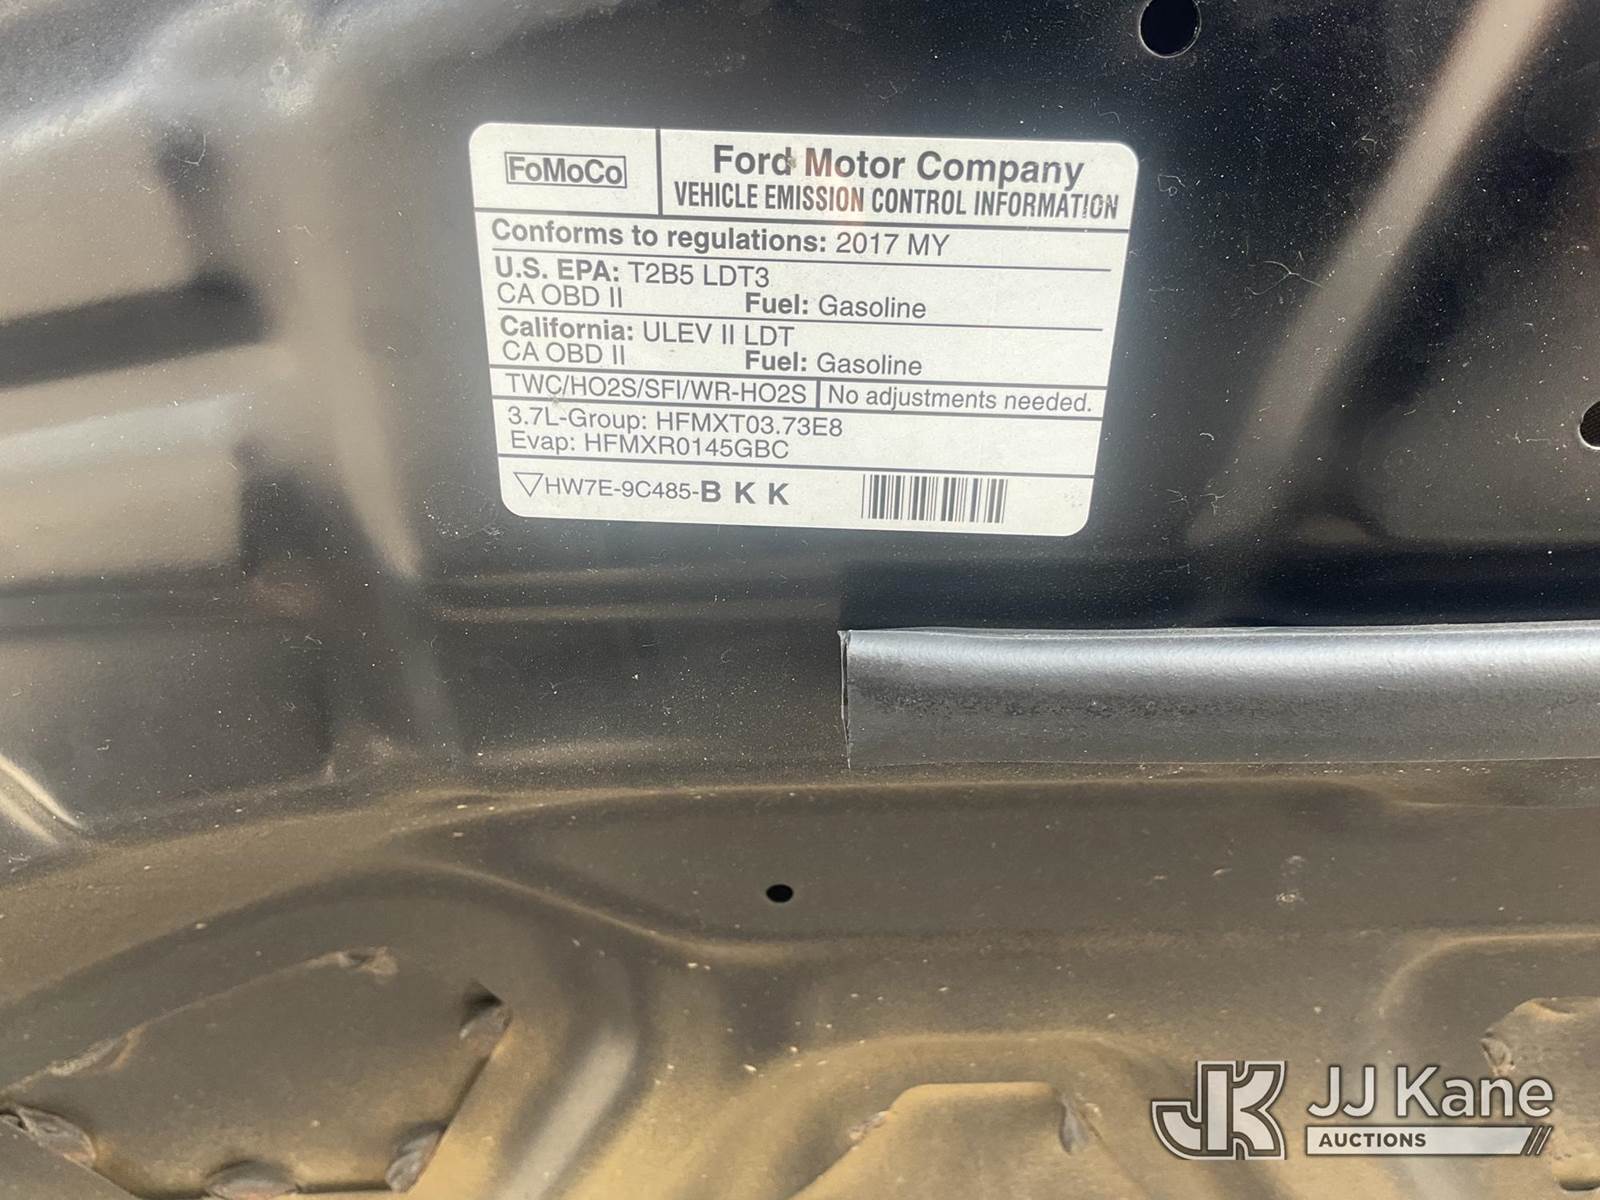 FoMoCo
Ford Motor Company
VEHICLE EMISSION CONTROL INFORMATION
Conforms to regulations: 2017 MY
U.S. EPA: T2B5 LDT3
CA OBD II Fuel: Gasoline
California: ULEV II LDT
CA OBD II Fuel: Gasoline
TWC/HO2S/SFI/WR-HO2S No adjustments needed.
3.7L-Group: HFMXT03.73E8
Evap: HFMXR0145GBC
HW7E-9C485-B K K
JK JJ Kane
AUCTIONS